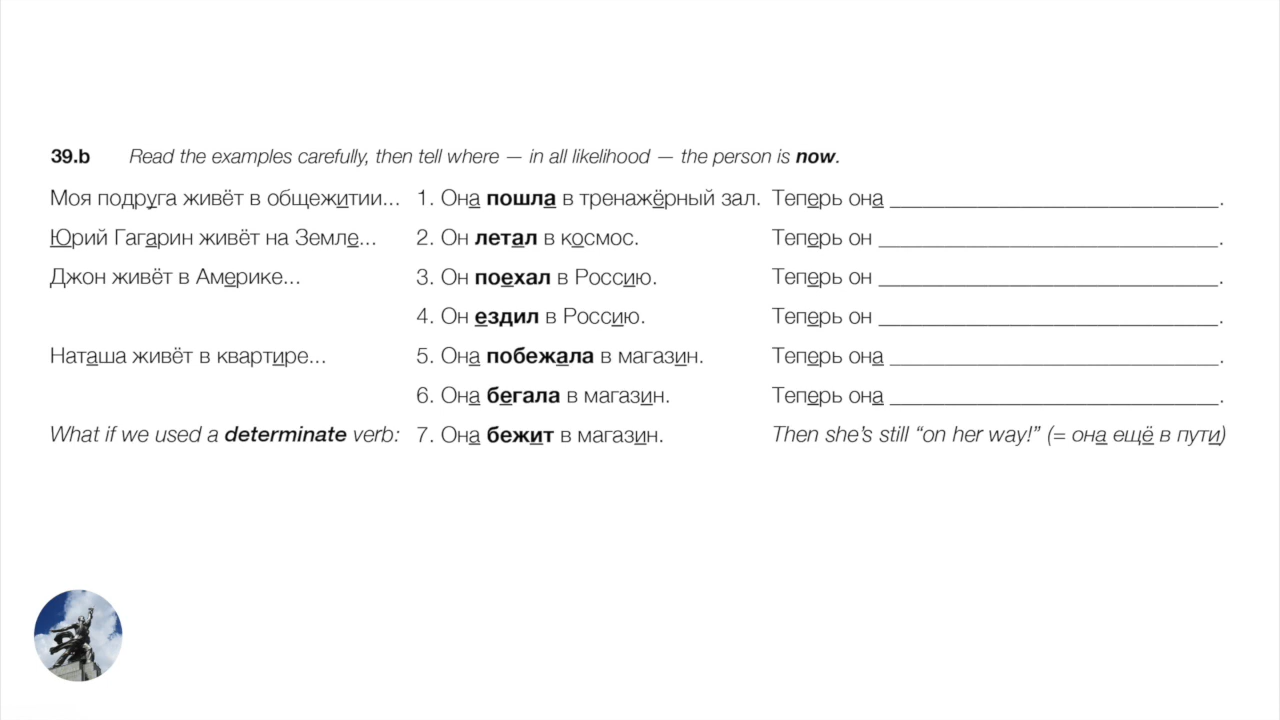 39.b Read the examples carefully, then tell where — in all likelihood — the person is now.
Моя подруга живёт в общежитии... 1. Она пошла в тренажёрный зал. Теперь она ______________________________.
Юрий Гагарин живёт на Земле... 2. Он летал в космос. Теперь он _______________________________.
Джон живёт в Америке... 3. Он поехал в Россию. Теперь он _______________________________.
4. Он ездил в Россию. Теперь он _______________________________.
Наташа живёт в квартире... 5. Она побежала в магазин. Теперь она ______________________________.
6. Она бегала в магазин. Теперь она ______________________________.
What if we used a determinate verb: 7. Она бежит в магазин. Then she's still “on her way!” (= она ещё в пути)